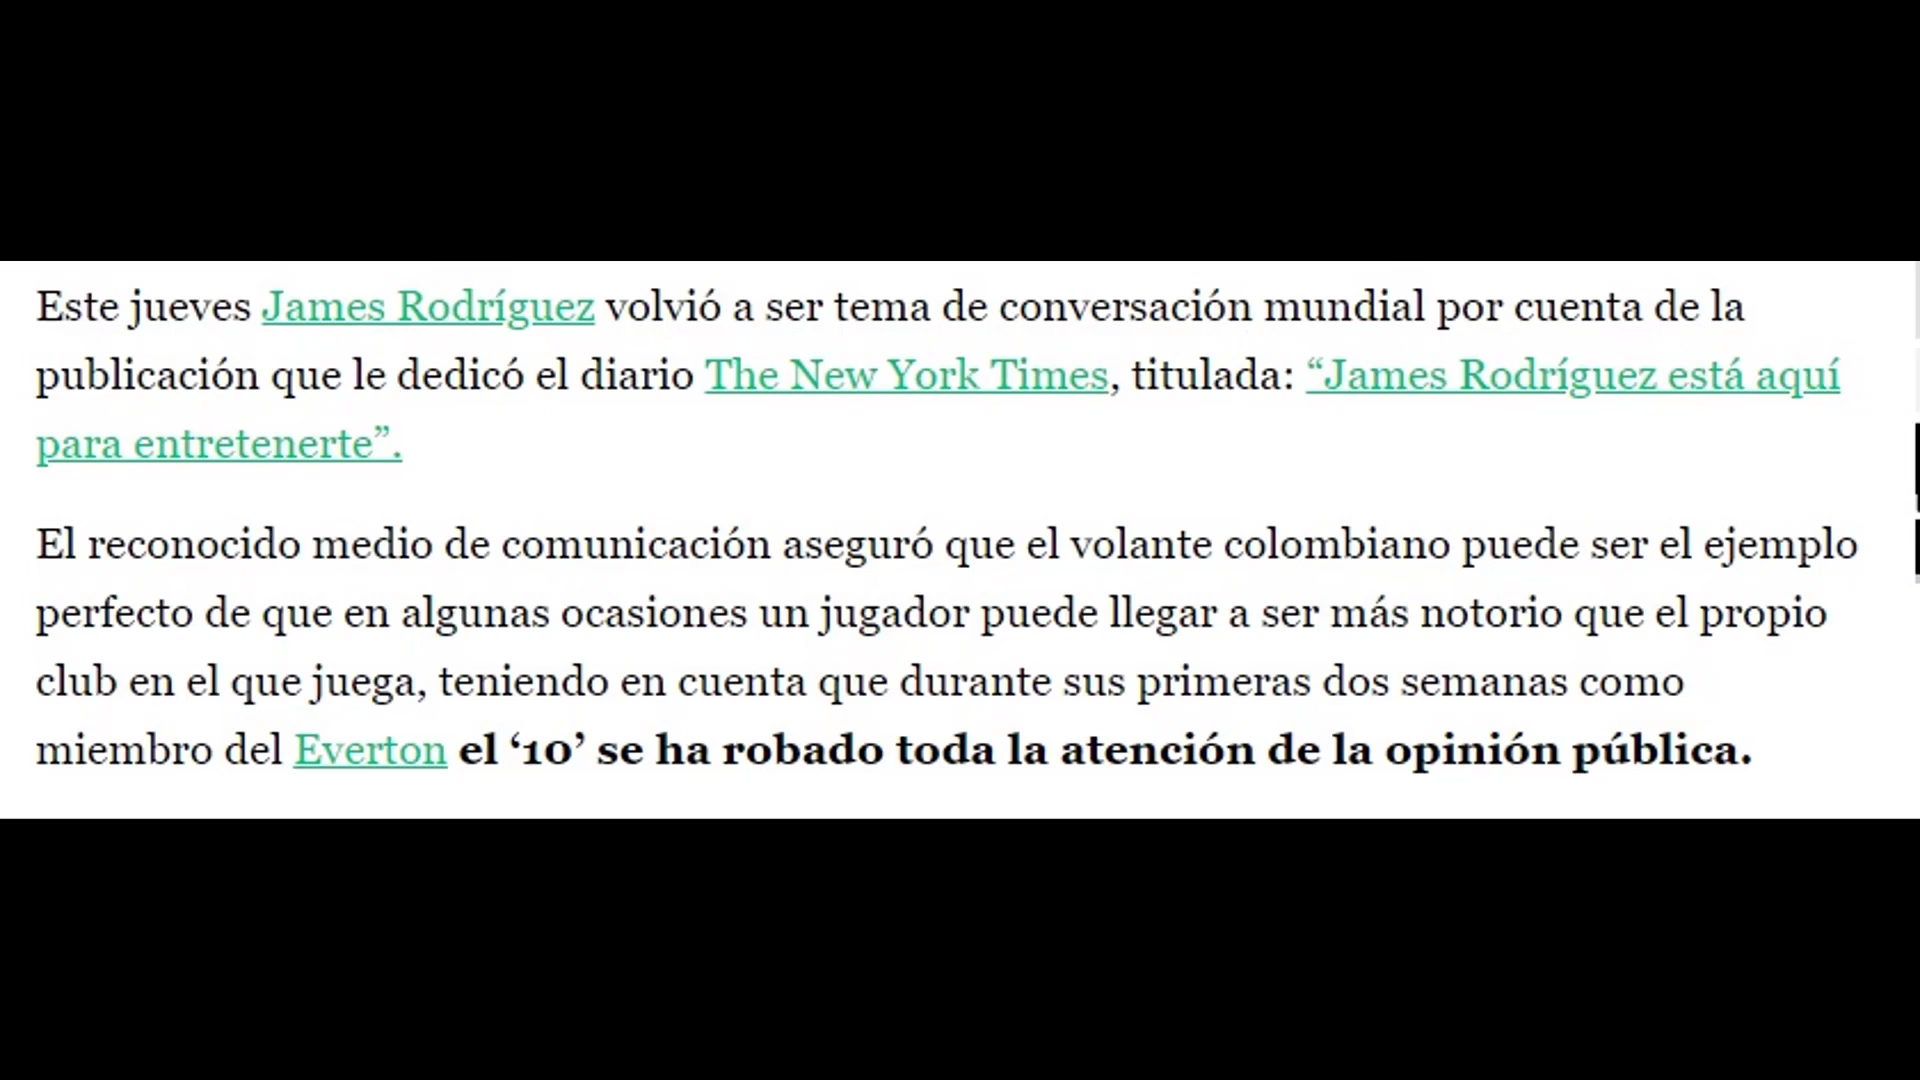 Este jueves James Rodríguez volvió a ser tema de conversación mundial por cuenta de la
publicación que le dedicó el diario The New York Times, titulada: “James Rodríguez está aquí
para entretenerte”.
El reconocido medio de comunicación aseguró que el volante colombiano puede ser el ejemplo
perfecto de que en algunas ocasiones un jugador puede llegar a ser más notorio que el propio
club en el que juega, teniendo en cuenta que durante sus primeras dos semanas como
miembro del Everton el ‘10’ se ha robado toda la atención de la opinión pública.